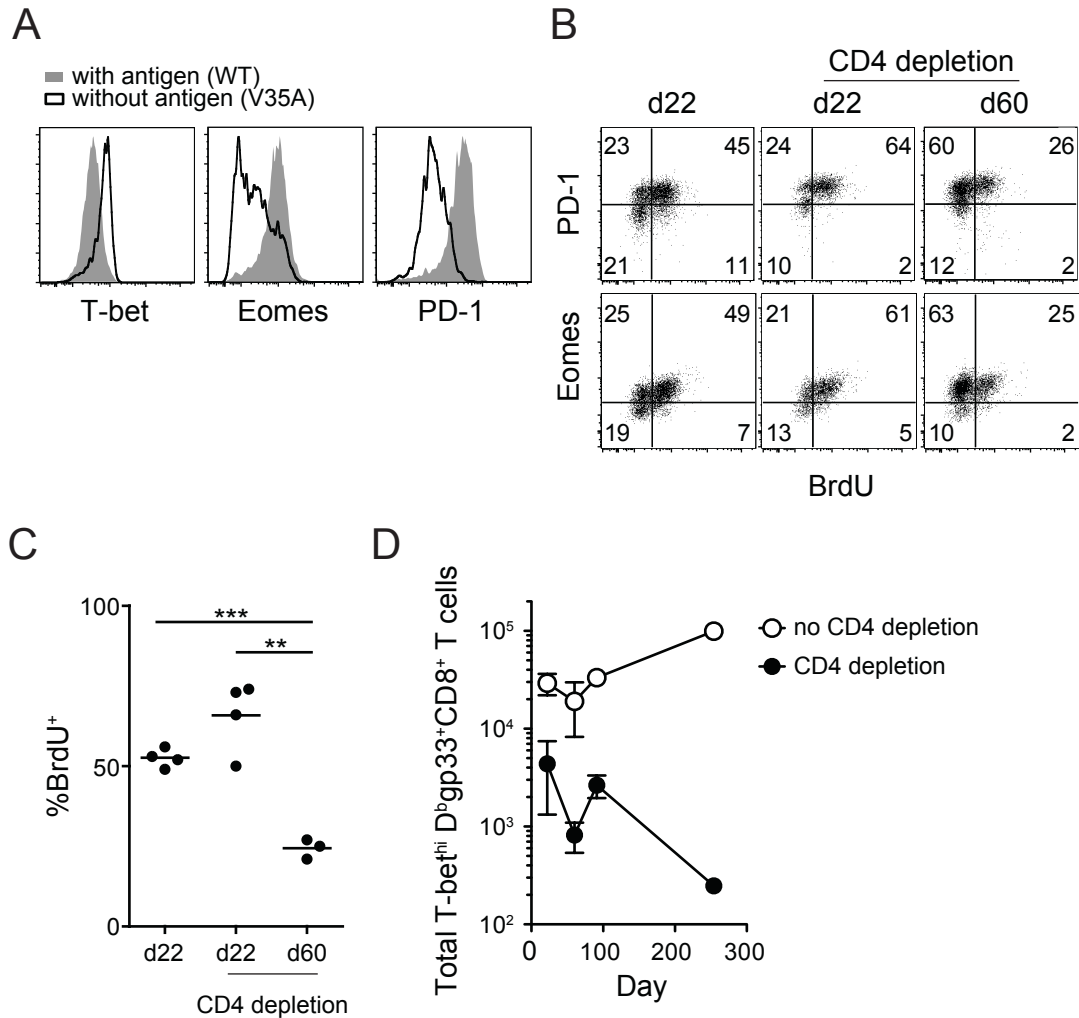 A
with antigen (WT)
without antigen (V35A)
T-bet
Eomes
PD-1
B
CD4 depletion
d22
d22
d60
PD-1
23
45
21
11
24
64
10
2
60
26
12
2
Eomes
25
49
19
7
21
61
13
5
63
25
10
2
BrdU
C
%BrdU⁺
100
50
0
***
**
d22
d22
d60
CD4 depletion
D
Total T-betʰⁱ Dᵇgp33⁺CD8⁺ T cells
10⁵
10⁴
10³
10²
0
100
200
300
Day
no CD4 depletion
CD4 depletion